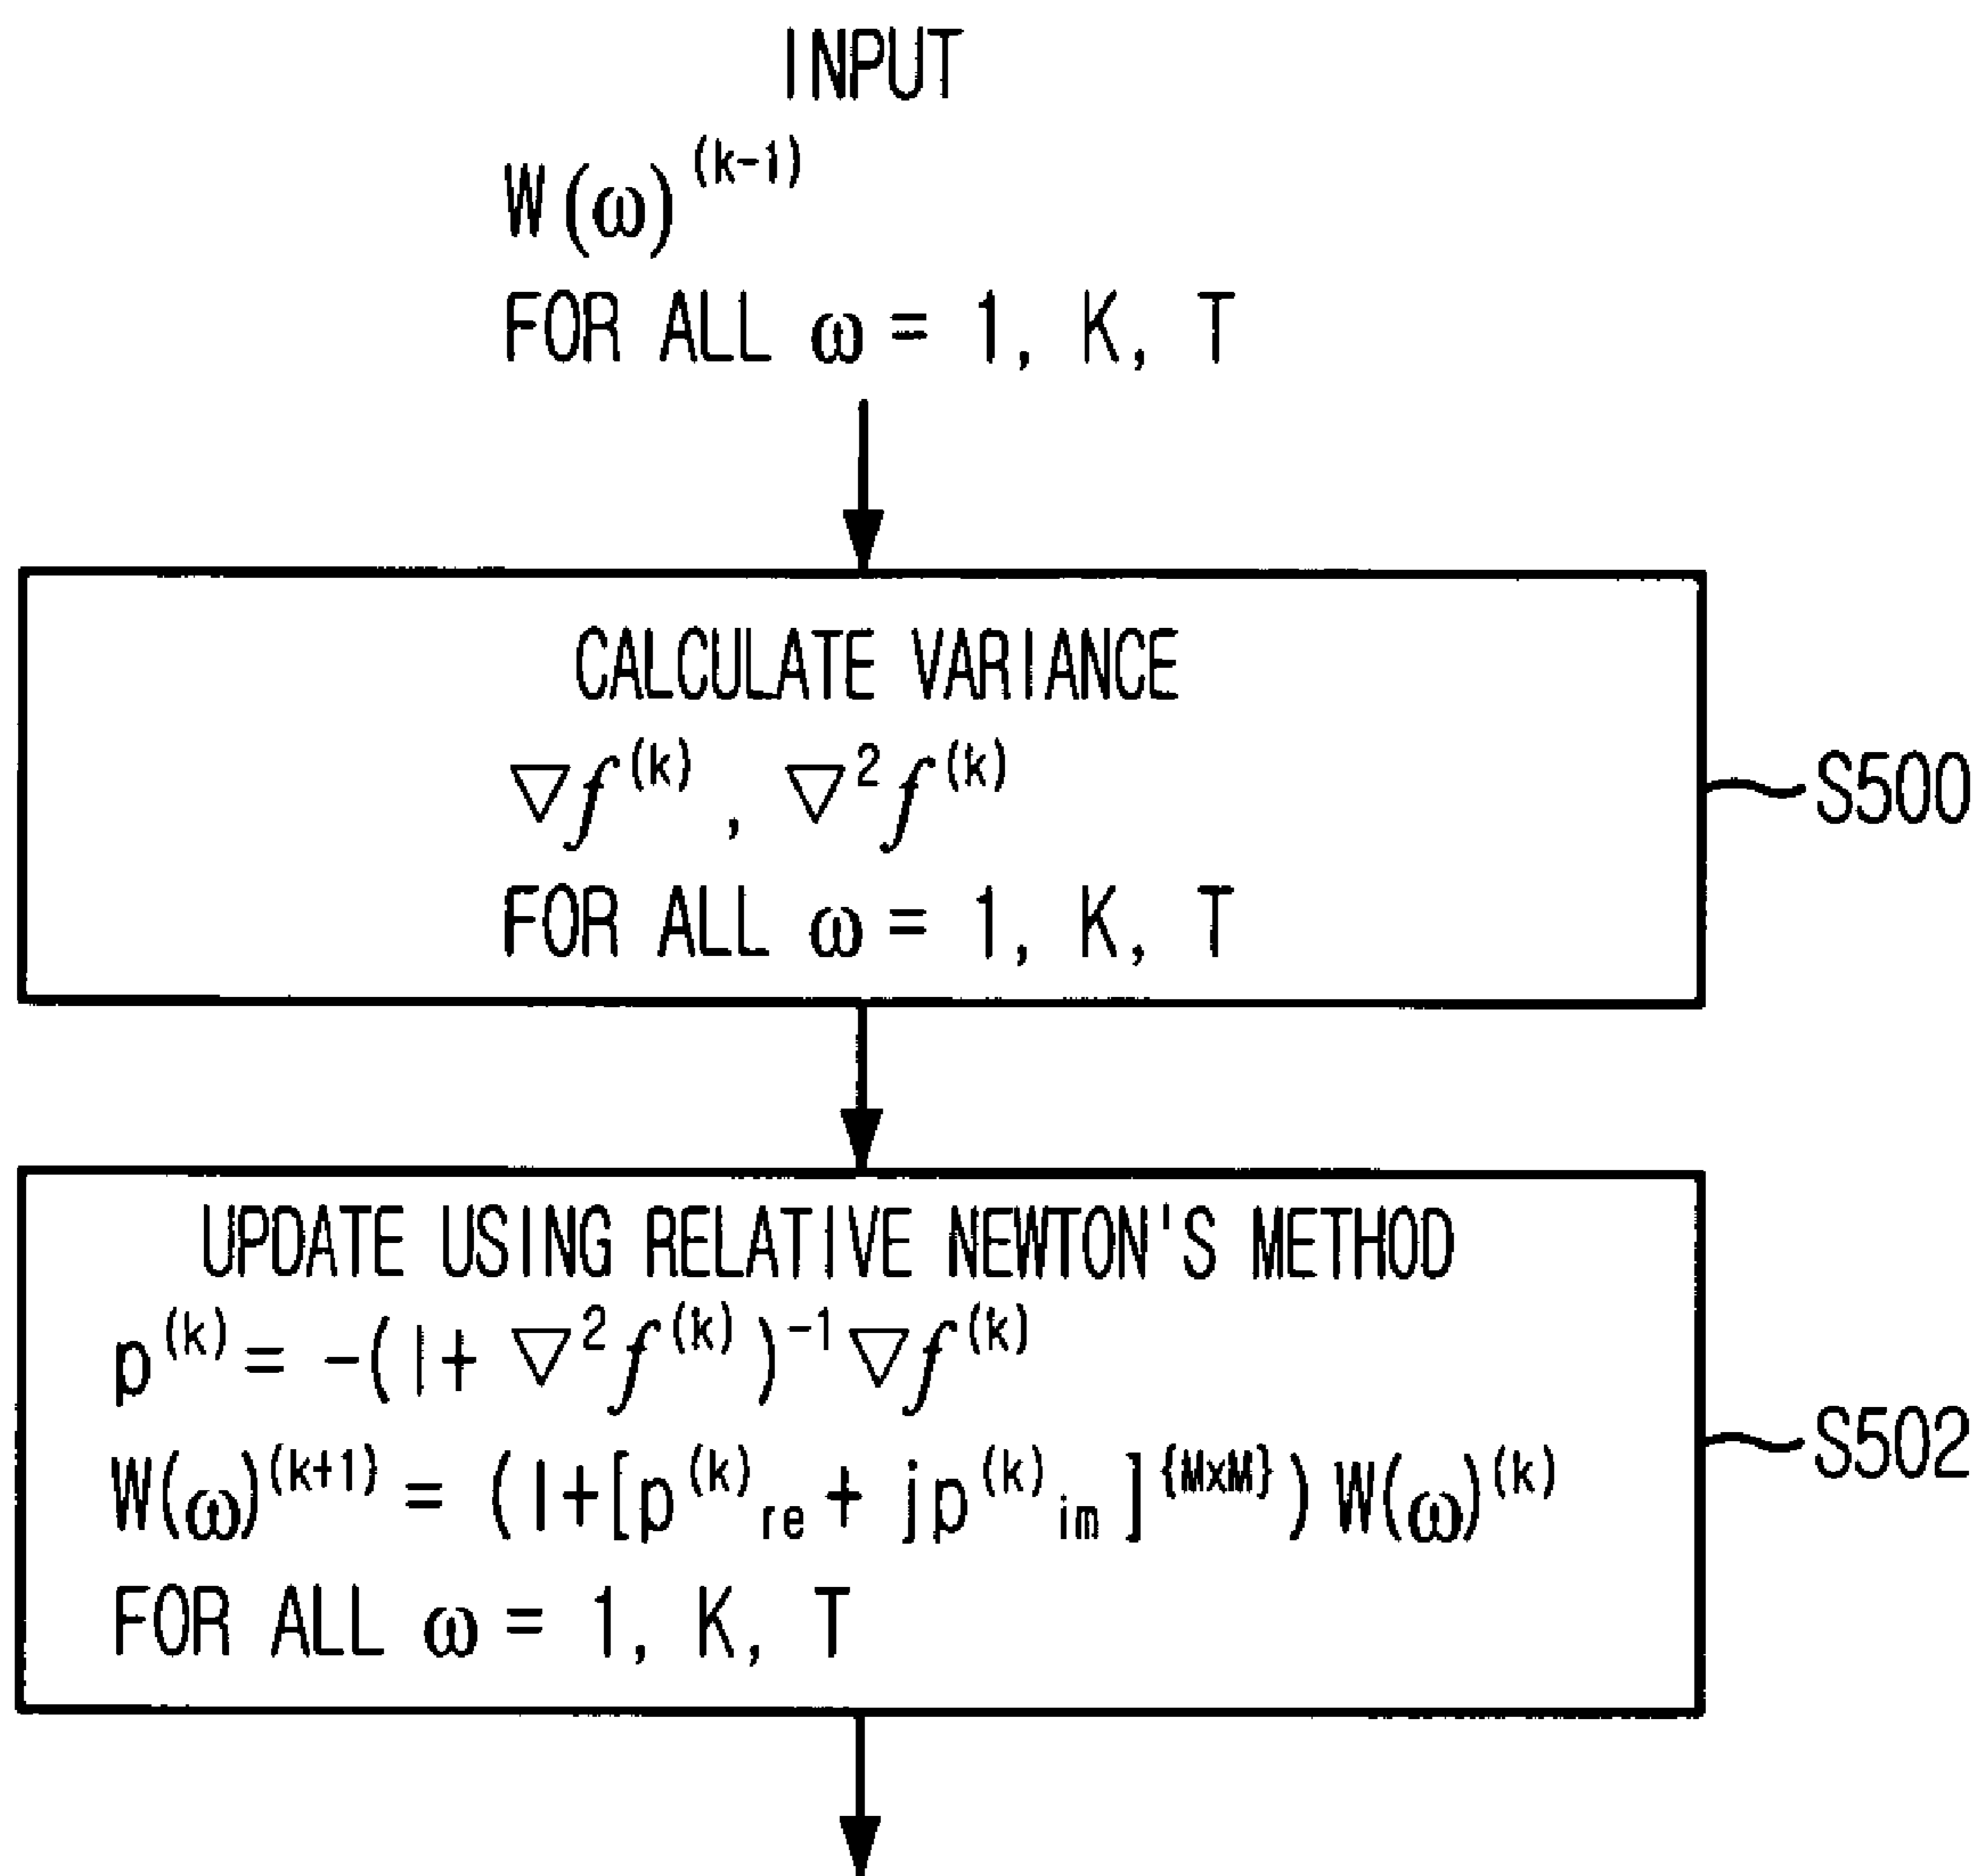 INPUT
W(ω)^(k-1)
FOR ALL ω = 1, K, T
CALCULATE VARIANCE
∇f^(k), ∇²f^(k)
FOR ALL ω = 1, K, T
S500
UPDATE USING RELATIVE NEWTON'S METHOD
p^(k) = -(I+ ∇²f^(k))^-1 ∇f^(k)
W(ω)^(k+1) = (I+[p^(k)_re + jp^(k)_im]^{MxM})W(ω)^(k)
FOR ALL ω = 1, K, T
S502